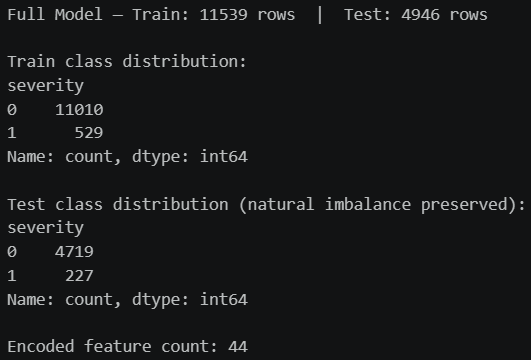 Full Model — Train: 11539 rows  |  Test: 4946 rows
Train class distribution:
severity
0    11010
1      529
Name: count, dtype: int64
Test class distribution (natural imbalance preserved):
severity
0    4719
1     227
Name: count, dtype: int64
Encoded feature count: 44